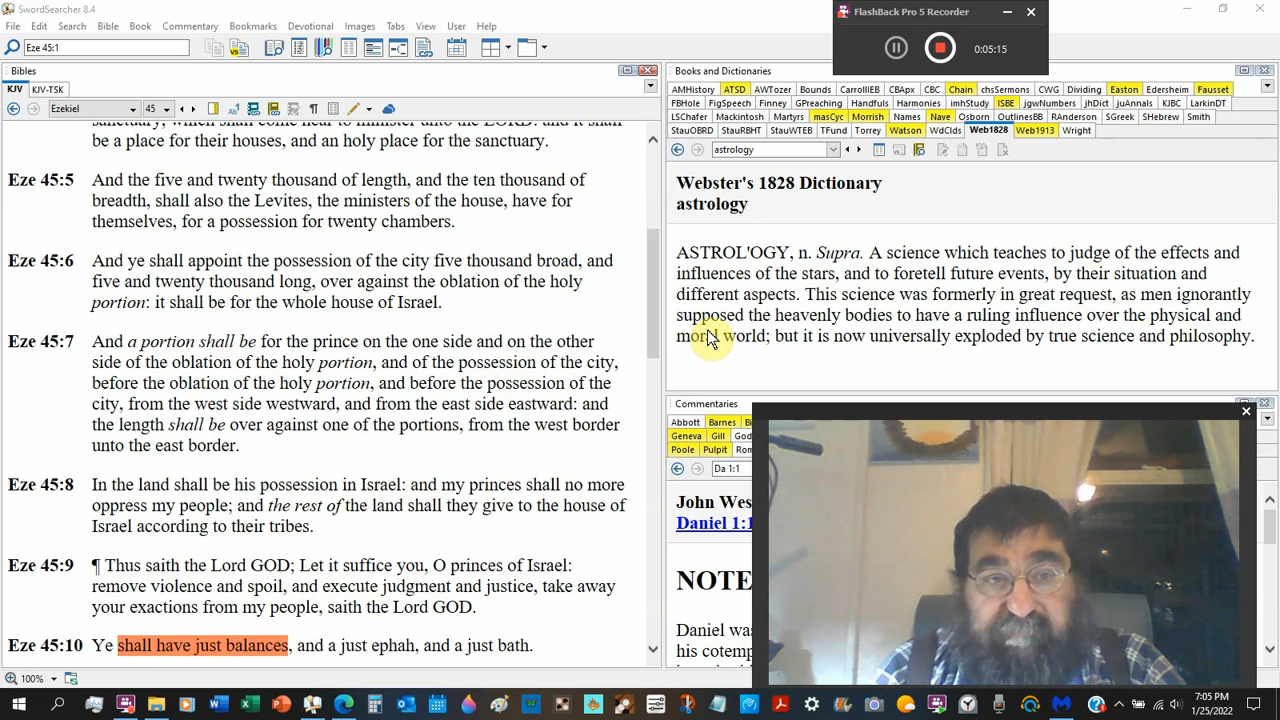 SwordSearcher - 8.4
File Edit Search Bible Book Commentary Bookmarks Devotional Images Tabs View User Help
Eze 45:1
FlashBack Pro 5 Recorder
0:05:15
Bibles
KJV KJV-TSK
Ezekiel 45
sanctuary, which shall come near to minister unto the LORD: and it shall
be a place for their houses, and an holy place for the sanctuary.
Eze 45:5 And the five and twenty thousand of length, and the ten thousand of
breadth, shall also the Levites, the ministers of the house, have for
themselves, for a possession for twenty chambers.
Eze 45:6 And ye shall appoint the possession of the city five thousand broad, and
five and twenty thousand long, over against the oblation of the holy
portion: it shall be for the whole house of Israel.
Eze 45:7 And a portion shall be for the prince on the one side and on the other
side of the oblation of the holy portion, and of the possession of the city,
before the oblation of the holy portion, and before the possession of the
city, from the west side westward, and from the east side eastward: and
the length shall be over against one of the portions, from the west border
unto the east border.
Eze 45:8 In the land shall be his possession in Israel: and my princes shall no more
oppress my people; and the rest of the land shall they give to the house of
Israel according to their tribes.
Eze 45:9 ¶ Thus saith the Lord GOD; Let it suffice you, O princes of Israel:
remove violence and spoil, and execute judgment and justice, take away
your exactions from my people, saith the Lord GOD.
Eze 45:10 Ye shall have just balances, and a just ephah, and a just bath.
100%
Books and Dictionaries
AMHistory ATSD AWTozer Bounds CarrollEB CBApx CBC Chain chsSermons CWG Dividing Easton Edersheim Fausset
FBHole FigSpeech Finney GPreaching Handfuls Harmonies imhStudy ISBE jgwNumbers jhDict juAnnals KJBC LarkinDT
LSChafer Mackintosh Martyrs masCyc Morrish Names Nave Osborn OutlinesBB RAnderson SGreek SHebrew Smith
StauOBRD StauRBHT StauWTEB TFund Torrey Watson WdClds Web1828 Web1913 Wright
astrology
Webster's 1828 Dictionary
astrology
ASTROL'OGY, n. Supra. A science which teaches to judge of the effects and
influences of the stars, and to foretell future events, by their situation and
different aspects. This science was formerly in great request, as men ignorantly
supposed the heavenly bodies to have a ruling influence over the physical and
moral world; but it is now universally exploded by true science and philosophy.
Commentaries
Abbott Barnes
Geneva Gill
Poole Pulpit
Da 1:1
John Wes
Daniel 1:1
NOTE
Daniel was
his cotemp
7:05 PM
1/25/2022